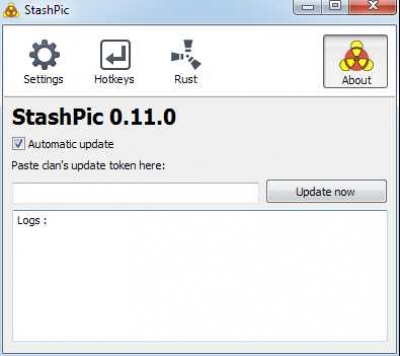 StashPic
Settings
Hotkeys
Rust
About
StashPic 0.11.0
Automatic update
Paste clan's update token here:
Update now
Logs :